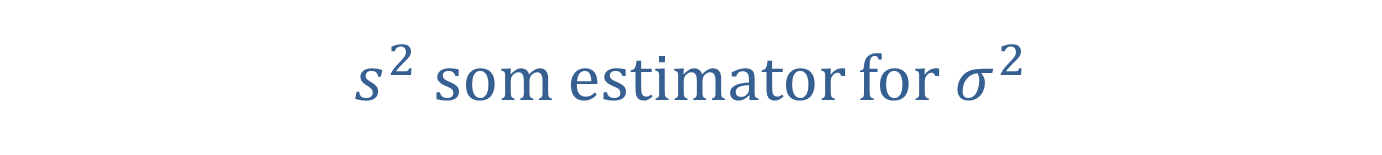 s² som estimator for σ²